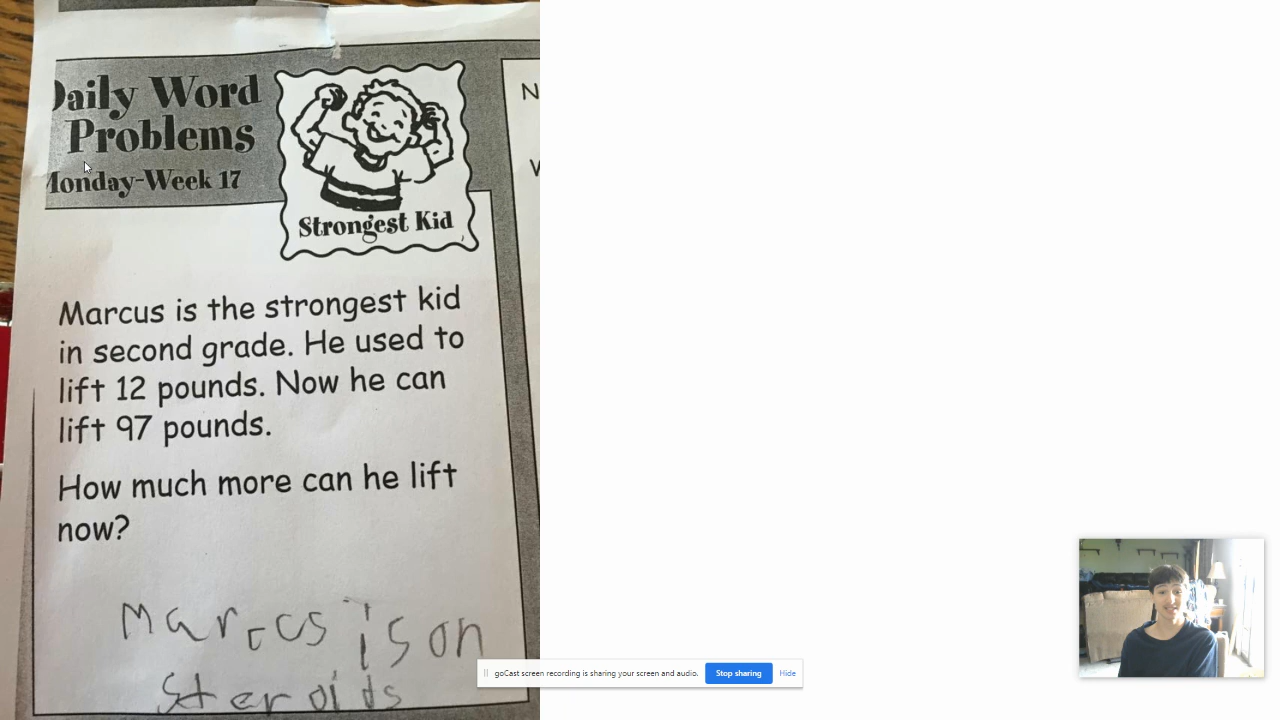 Daily Word
Problems
Monday-Week 17
Strongest Kid
N
W
Marcus is the strongest kid
in second grade. He used to
lift 12 pounds. Now he can
lift 97 pounds.
How much more can he lift
now?
Marcus is on
steroids
goCast screen recording is sharing your screen and audio. Stop sharing Hide